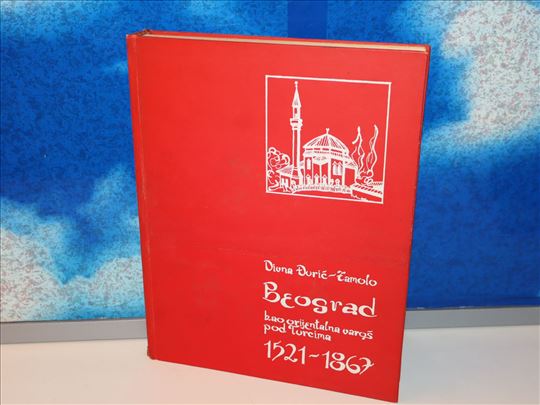 Divna Đurić-Zamolo
Beograd
kao orijentalna varoš
pod turcima
1521-1867